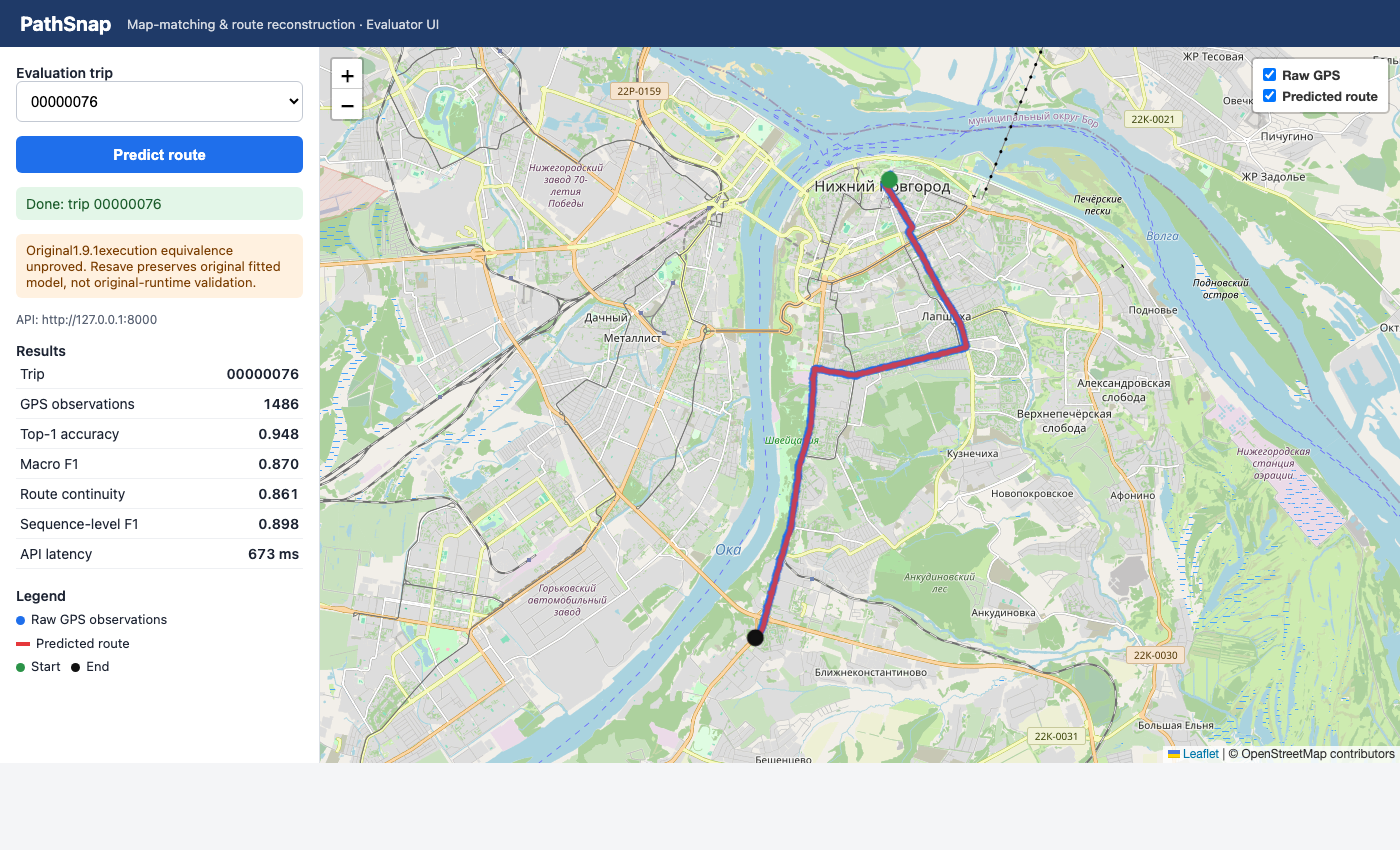 PathSnap
Map-matching & route reconstruction · Evaluator UI
Evaluation trip
00000076
Predict route
Done: trip 00000076
Original1.9.1execution equivalence
unproved. Resave preserves original fitted
model, not original-runtime validation.
API: http://127.0.0.1:8000
Results
Trip 00000076
GPS observations 1486
Top-1 accuracy 0.948
Macro F1 0.870
Route continuity 0.861
Sequence-level F1 0.898
API latency 673 ms
Legend
Raw GPS observations
Predicted route
Start End
+
−
Raw GPS
Predicted route
ЖР Тесовая
22Р-0159
муниципальный округ Бор
22К-0021
Пичугино
Нижегородский
завод 70-
летия
Победы
ЖР Задолье
Нижний Новгород
Печёрские
пески
Волга
Подновский
остров
Подновье
Дачный
Металлист
Лапшиха
Александровская
слобода
Верхнепечёрская
слобода
Швейцария
Кузнечиха
Нижегородская
станция
аэрации
Новопокровское
Афонино
Ока
Анкудиновский
лес
Горьковский
автомобильный
завод
Анкудиновка
22К-0030
Ближнеконстантиново
Большая Ельня
22К-0031
Бешенцево
Leaflet | © OpenStreetMap contributors